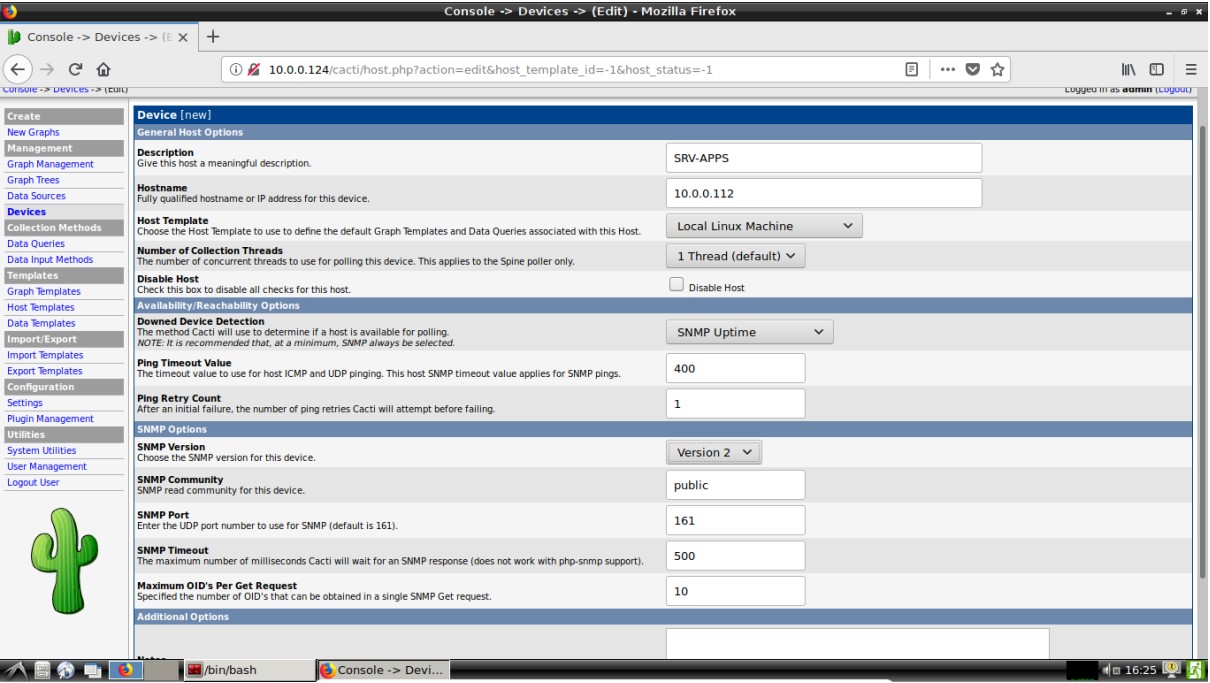 Console -> Devices -> (Edit) - Mozilla Firefox
Console -> Devices -> (E
10.0.0.124/cacti/host.php?action=edit&host_template_id=-1&host_status=-1
Console -> Devices -> (Edit)
Logged in as admin (Logout)
Create
New Graphs
Management
Graph Management
Graph Trees
Data Sources
Devices
Collection Methods
Data Queries
Data Input Methods
Templates
Graph Templates
Host Templates
Data Templates
Import/Export
Import Templates
Export Templates
Configuration
Settings
Plugin Management
Utilities
System Utilities
User Management
Logout User
Device [new]
General Host Options
Description
Give this host a meaningful description.
SRV-APPS
Hostname
Fully qualified hostname or IP address for this device.
10.0.0.112
Host Template
Choose the Host Template to use to define the default Graph Templates and Data Queries associated with this Host.
Local Linux Machine
Number of Collection Threads
The number of concurrent threads to use for polling this device. This applies to the Spine poller only.
1 Thread (default)
Disable Host
Check this box to disable all checks for this host.
Disable Host
Availability/Reachability Options
Downed Device Detection
The method Cacti will use to determine if a host is available for polling.
NOTE: It is recommended that, at a minimum, SNMP always be selected.
SNMP Uptime
Ping Timeout Value
The timeout value to use for host ICMP and UDP pinging. This host SNMP timeout value applies for SNMP pings.
400
Ping Retry Count
After an initial failure, the number of ping retries Cacti will attempt before failing.
1
SNMP Options
SNMP Version
Choose the SNMP version for this device.
Version 2
SNMP Community
SNMP read community for this device.
public
SNMP Port
Enter the UDP port number to use for SNMP (default is 161).
161
SNMP Timeout
The maximum number of milliseconds Cacti will wait for an SNMP response (does not work with php-snmp support).
500
Maximum OID's Per Get Request
Specified the number of OID's that can be obtained in a single SNMP Get request.
10
Additional Options
Notes
/bin/bash
Console -> Devi...
16:25